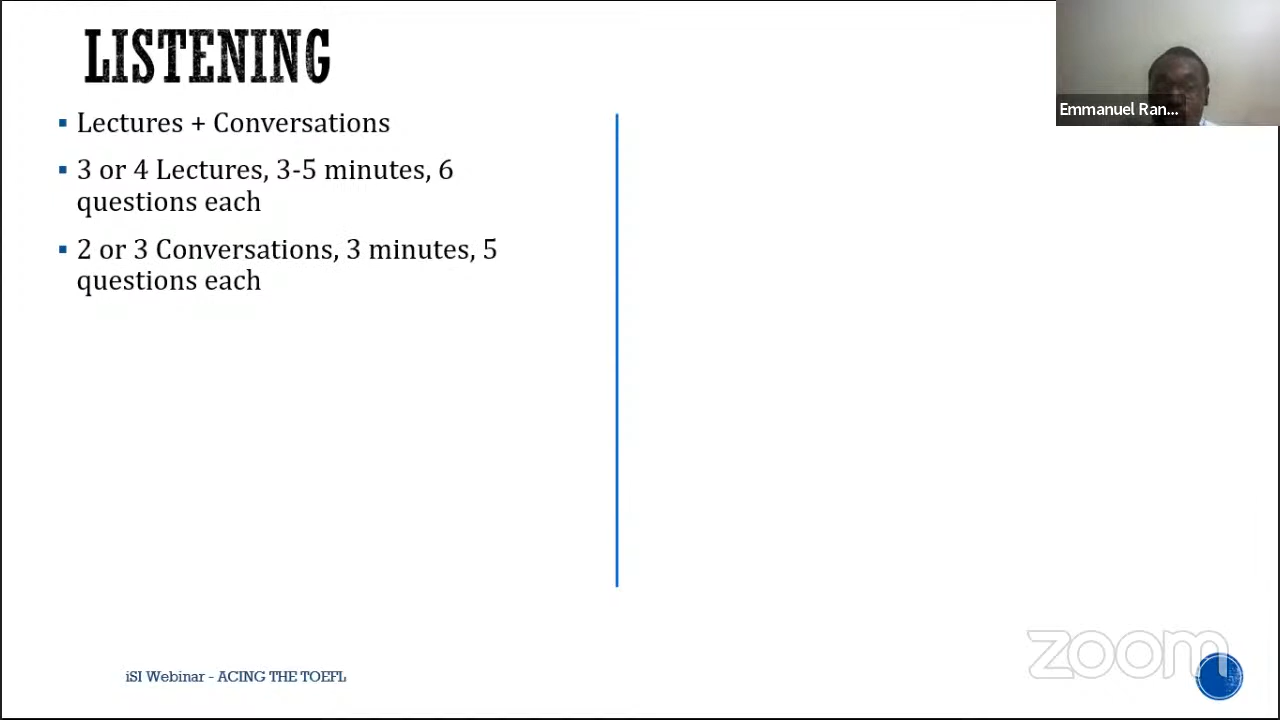 LISTENING
Lectures + Conversations
3 or 4 Lectures, 3-5 minutes, 6
questions each
2 or 3 Conversations, 3 minutes, 5
questions each
Emmanuel Ran...
zoom
iSI Webinar - ACING THE TOEFL